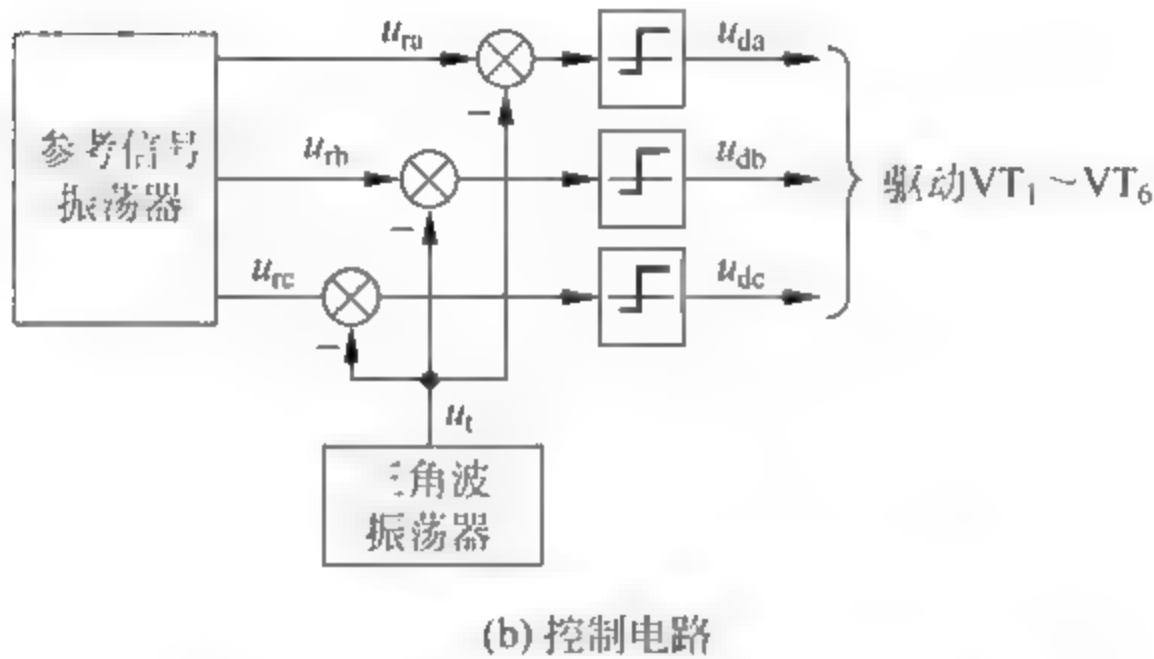 u_ra
u_da
参考信号
振荡器
u_rb
u_db
驱动VT₁~VT₆
u_rc
u_dc
−
−
−
u_t
三角波
振荡器
(b) 控制电路